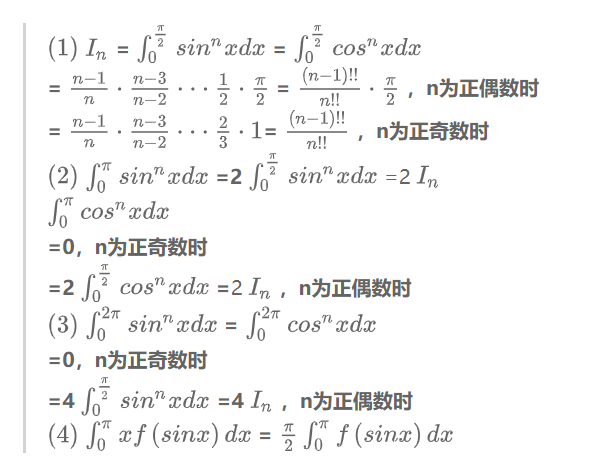 (1) $I_n$ = $\int_0^{\frac{\pi}{2}} sin^n xdx$ = $\int_0^{\frac{\pi}{2}} cos^n xdx$
= $\frac{n-1}{n} \cdot \frac{n-3}{n-2} \cdots \frac{1}{2} \cdot \frac{\pi}{2}$ = $\frac{(n-1)!!}{n!!} \cdot \frac{\pi}{2}$ ，n为正偶数时
= $\frac{n-1}{n} \cdot \frac{n-3}{n-2} \cdots \frac{2}{3} \cdot 1$= $\frac{(n-1)!!}{n!!}$ ，n为正奇数时
(2) $\int_0^{\pi} sin^n xdx$ =2 $\int_0^{\frac{\pi}{2}} sin^n xdx$ =2 $I_n$
$\int_0^{\pi} cos^n xdx$
=0，n为正奇数时
=2 $\int_0^{\frac{\pi}{2}} cos^n xdx$ =2 $I_n$ ，n为正偶数时
(3) $\int_0^{2\pi} sin^n xdx$ = $\int_0^{2\pi} cos^n xdx$
=0，n为正奇数时
=4 $\int_0^{\frac{\pi}{2}} sin^n xdx$ =4 $I_n$ ，n为正偶数时
(4) $\int_0^{\pi} xf(sinx)dx$ = $\frac{\pi}{2} \int_0^{\pi} f(sinx)dx$